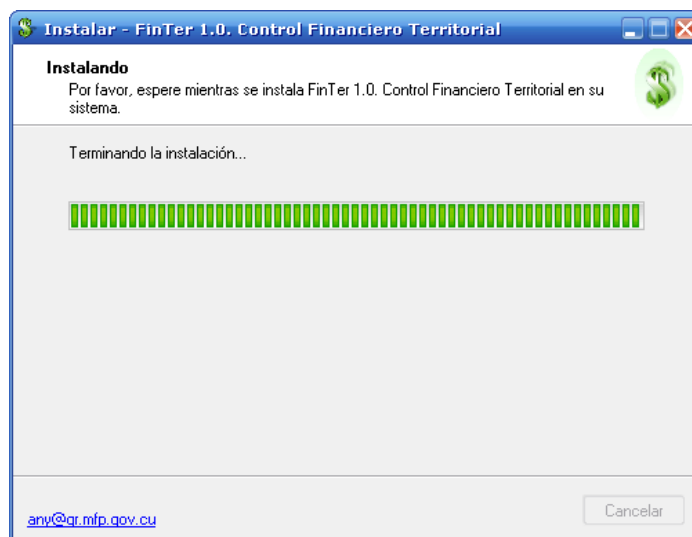 Instalar - FinTer 1.0. Control Financiero Territorial
Instalando
Por favor, espere mientras se instala FinTer 1.0. Control Financiero Territorial en su
sistema.
Terminando la instalación...
any@gr.mfp.gov.cu
Cancelar